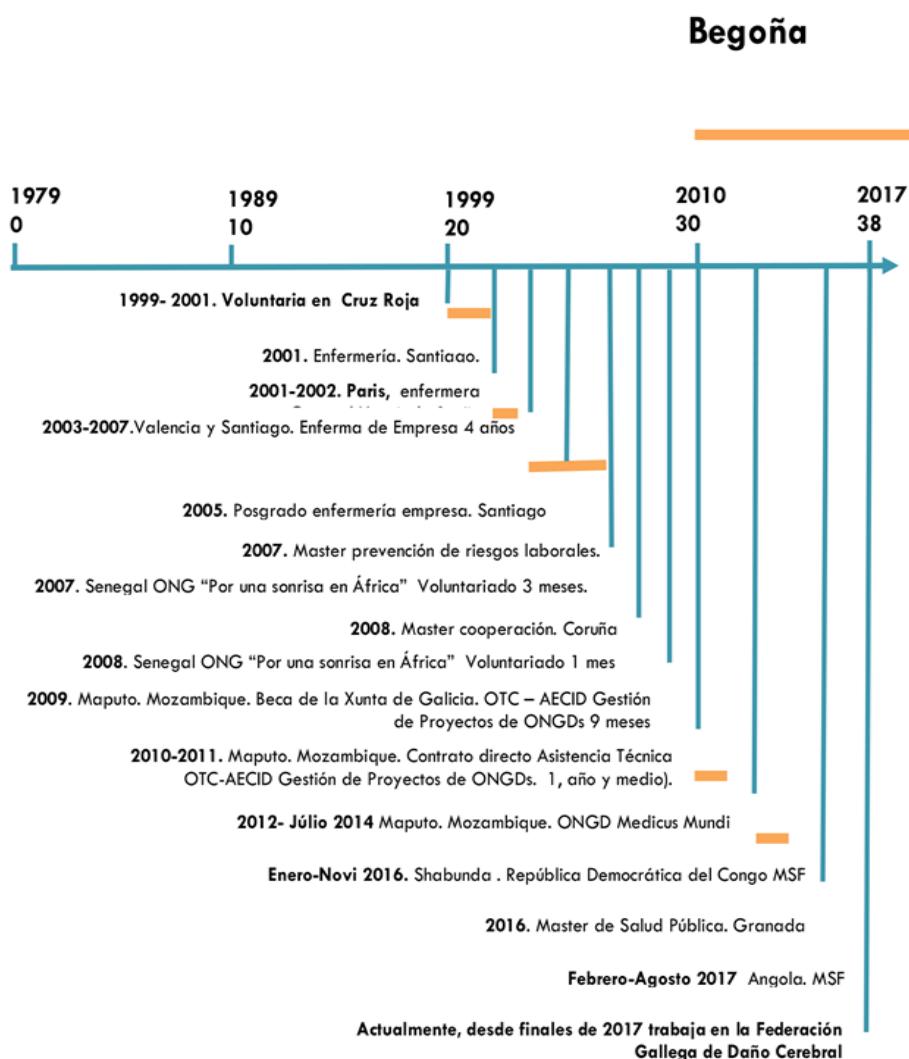 Begoña
1979
0
1989
10
1999
20
2010
30
2017
38
1999- 2001. Voluntaria en Cruz Roja
2001. Enfermería. Santiago.
2001-2002. Paris, enfermera
2003-2007.Valencia y Santiago. Enferma de Empresa 4 años
2005. Posgrado enfermería empresa. Santiago
2007. Master prevención de riesgos laborales.
2007. Senegal ONG “Por una sonrisa en África” Voluntariado 3 meses.
2008. Master cooperación. Coruña
2008. Senegal ONG “Por una sonrisa en África” Voluntariado 1 mes
2009. Maputo. Mozambique. Beca de la Xunta de Galicia. OTC – AECID Gestión
de Proyectos de ONGDs 9 meses
2010-2011. Maputo. Mozambique. Contrato directo Asistencia Técnica
OTC-AECID Gestión de Proyectos de ONGDs. 1, año y medio).
2012- Júlio 2014 Maputo. Mozambique. ONGD Medicus Mundi
Enero-Novi 2016. Shabunda . República Democrática del Congo MSF
2016. Master de Salud Pública. Granada
Febrero-Agosto 2017 Angola. MSF
Actualmente, desde finales de 2017 trabaja en la Federación
Gallega de Daño Cerebral